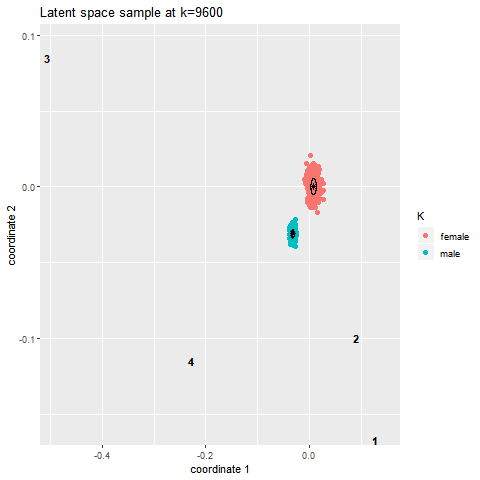 Latent space sample at k=9600
0.1
3
0.0
coordinate 2
K
female
male
-0.1
2
4
1
-0.4
-0.2
0.0
coordinate 1